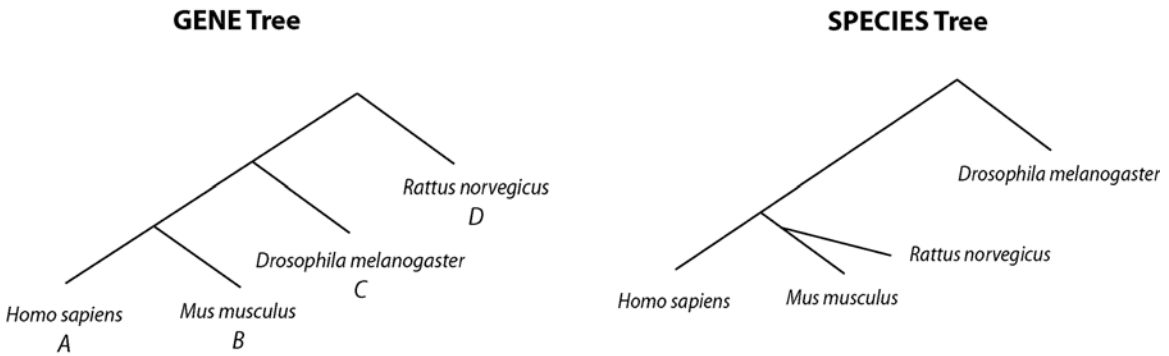 GENE Tree
Rattus norvegicus
D
Drosophila melanogaster
C
Homo sapiens
A
Mus musculus
B
SPECIES Tree
Drosophila melanogaster
Rattus norvegicus
Mus musculus
Homo sapiens